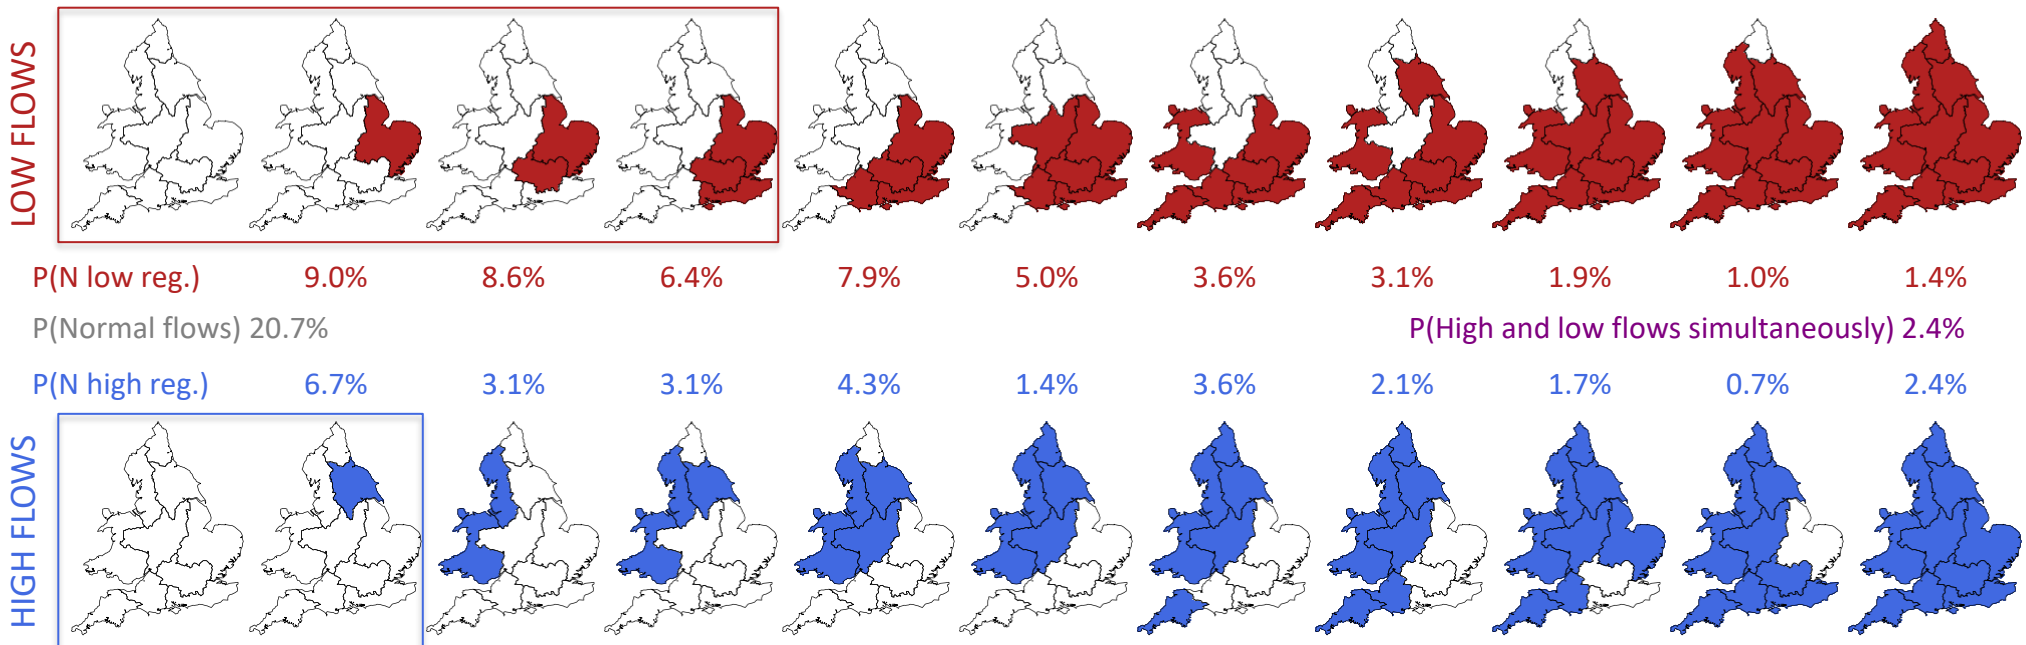 LOW FLOWS
P(N low reg.) 9.0% 8.6% 6.4% 7.9% 5.0% 3.6% 3.1% 1.9% 1.0% 1.4%
P(Normal flows) 20.7% P(High and low flows simultaneously) 2.4%
P(N high reg.) 6.7% 3.1% 3.1% 4.3% 1.4% 3.6% 2.1% 1.7% 0.7% 2.4%
HIGH FLOWS